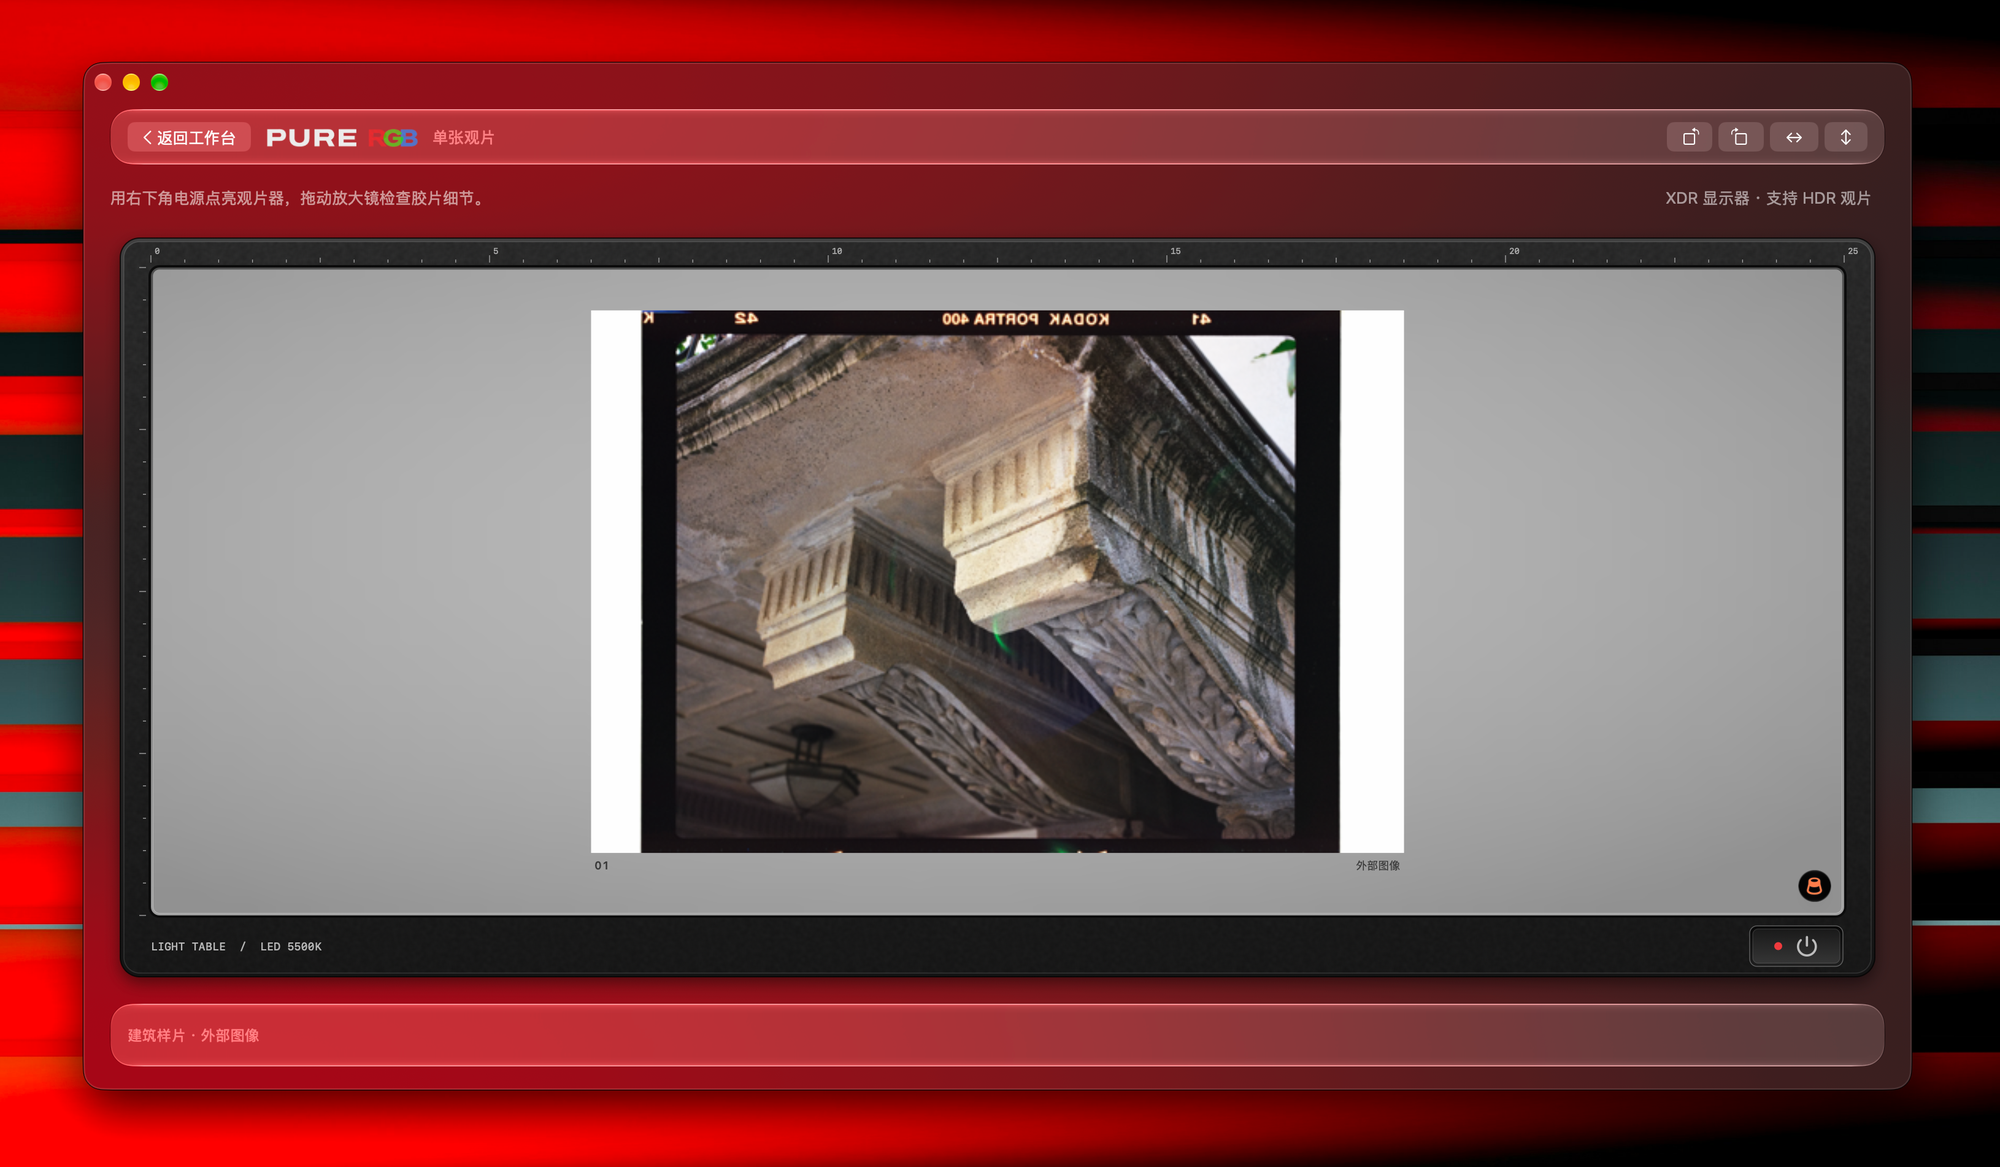 返回工作台 PURE RGB 单张观片
用右下角电源点亮观片器，拖动放大镜检查胶片细节。
XDR 显示器 · 支持 HDR 观片
0 5 10 15 20 25
K 42 KODAK PORTRA 400 41
01
外部图像
LIGHT TABLE / LED 5500K
建筑样片 · 外部图像